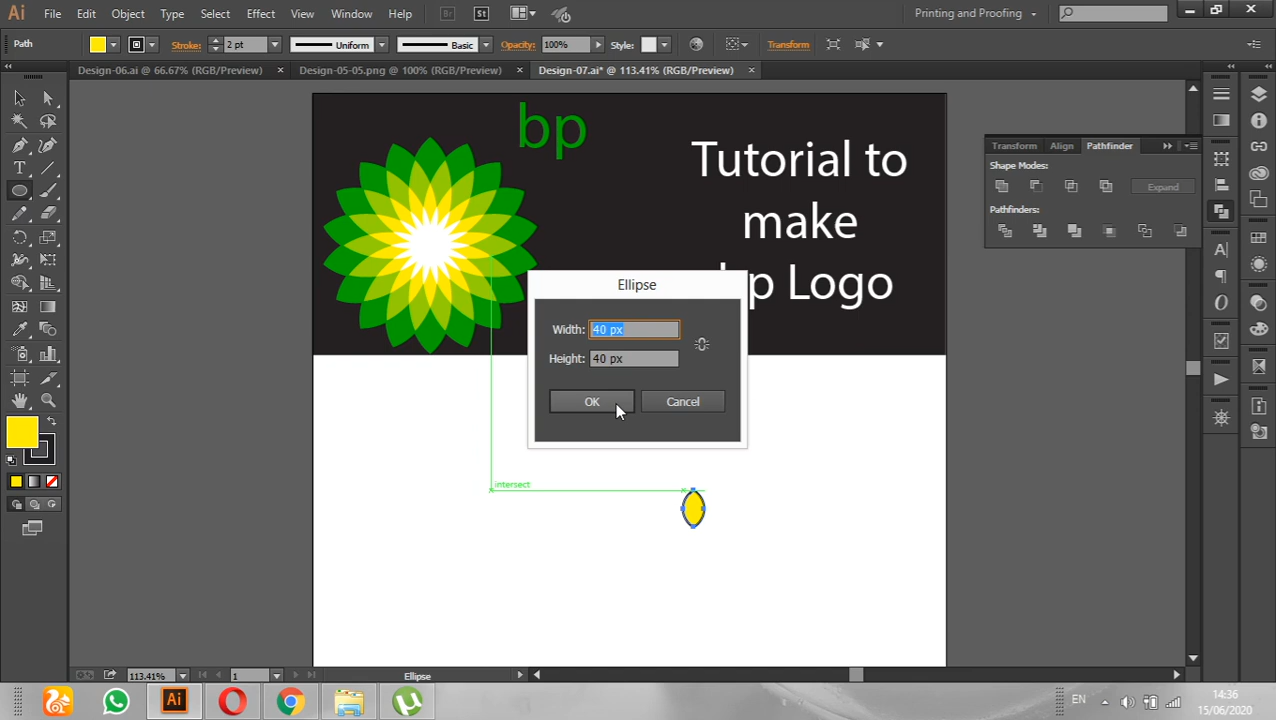 Ai File Edit Object Type Select Effect View Window Help Br St Printing and Proofing
Path Stroke: 2 pt Uniform Basic Opacity: 100% Style: Transform
Design-06.ai @ 66.67% (RGB/Preview) × Design-05-05.png @ 100% (RGB/Preview) × Design-07.ai* @ 113.41% (RGB/Preview) ×
bp
Tutorial to
make
bp Logo
Transform Align Pathfinder
Shape Modes:
Expand
Pathfinders:
Ellipse
Width: 40 px
Height: 40 px
OK Cancel
intersect
113.41% 1 Ellipse
Ai EN 14:36
15/06/2020